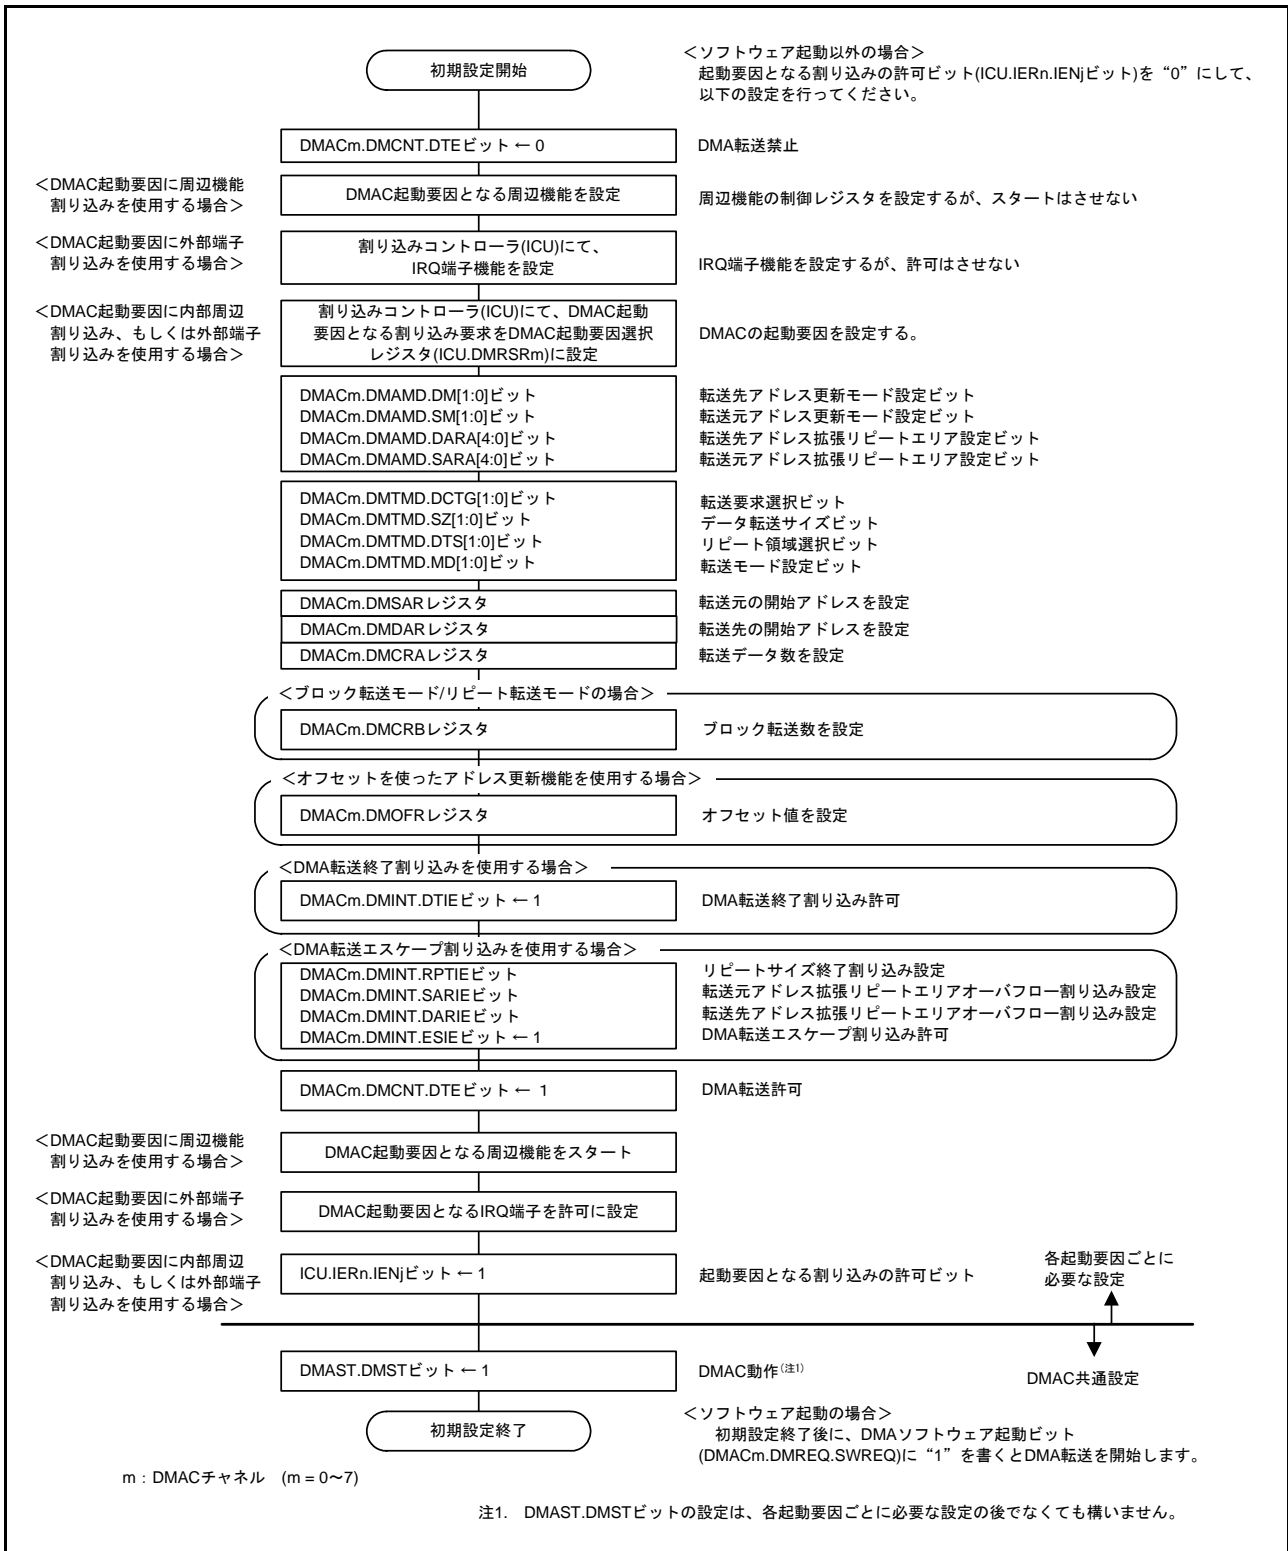 初期設定開始
＜ソフトウェア起動以外の場合＞
起動要因となる割り込みの許可ビット(ICU.IERn.IENjビット)を“0”にして、
以下の設定を行ってください。
DMACm.DMCNT.DTEビット ← 0
DMA転送禁止
＜DMAC起動要因に周辺機能
割り込みを使用する場合＞
DMAC起動要因となる周辺機能を設定
周辺機能の制御レジスタを設定するが、スタートはさせない
＜DMAC起動要因に外部端子
割り込みを使用する場合＞
割り込みコントローラ(ICU)にて、
IRQ端子機能を設定
IRQ端子機能を設定するが、許可はさせない
＜DMAC起動要因に内部周辺
割り込み、もしくは外部端子
割り込みを使用する場合＞
割り込みコントローラ(ICU)にて、DMAC起動
要因となる割り込み要求をDMAC起動要因選択
レジスタ(ICU.DMRSRm)に設定
DMACの起動要因を設定する。
DMACm.DMAMD.DM[1:0]ビット
転送先アドレス更新モード設定ビット
DMACm.DMAMD.SM[1:0]ビット
転送元アドレス更新モード設定ビット
DMACm.DMAMD.DARA[4:0]ビット
転送先アドレス拡張リピートエリア設定ビット
DMACm.DMAMD.SARA[4:0]ビット
転送元アドレス拡張リピートエリア設定ビット
DMACm.DMTMD.DCTG[1:0]ビット
転送要求選択ビット
DMACm.DMTMD.SZ[1:0]ビット
データ転送サイズビット
DMACm.DMTMD.DTS[1:0]ビット
リピート領域選択ビット
DMACm.DMTMD.MD[1:0]ビット
転送モード設定ビット
DMACm.DMSARレジスタ
転送元の開始アドレスを設定
DMACm.DMDARレジスタ
転送先の開始アドレスを設定
DMACm.DMCRAレジスタ
転送データ数を設定
＜ブロック転送モード/リピート転送モードの場合＞
DMACm.DMCRBレジスタ
ブロック転送数を設定
＜オフセットを使ったアドレス更新機能を使用する場合＞
DMACm.DMOFRレジスタ
オフセット値を設定
＜DMA転送終了割り込みを使用する場合＞
DMACm.DMINT.DTIEビット ← 1
DMA転送終了割り込み許可
＜DMA転送エスケープ割り込みを使用する場合＞
DMACm.DMINT.RPTIEビット
リピートサイズ終了割り込み設定
DMACm.DMINT.SARIEビット
転送元アドレス拡張リピートエリアオーバフロー割り込み設定
DMACm.DMINT.DARIEビット
転送先アドレス拡張リピートエリアオーバフロー割り込み設定
DMACm.DMINT.ESIEビット ← 1
DMA転送エスケープ割り込み許可
DMACm.DMCNT.DTEビット ← 1
DMA転送許可
＜DMAC起動要因に周辺機能
割り込みを使用する場合＞
DMAC起動要因となる周辺機能をスタート
＜DMAC起動要因に外部端子
割り込みを使用する場合＞
DMAC起動要因となるIRQ端子を許可に設定
＜DMAC起動要因に内部周辺
割り込み、もしくは外部端子
割り込みを使用する場合＞
ICU.IERn.IENjビット ← 1
起動要因となる割り込みの許可ビット
各起動要因ごとに
必要な設定
DMAST.DMSTビット ← 1
DMAC動作(注1)
DMAC共通設定
初期設定終了
＜ソフトウェア起動の場合＞
初期設定終了後に、DMAソフトウェア起動ビット
(DMACm.DMREQ.SWREQ)に“1”を書くとDMA転送を開始します。
m：DMACチャネル (m = 0～7)
注1. DMAST.DMSTビットの設定は、各起動要因ごとに必要な設定の後でなくても構いません。